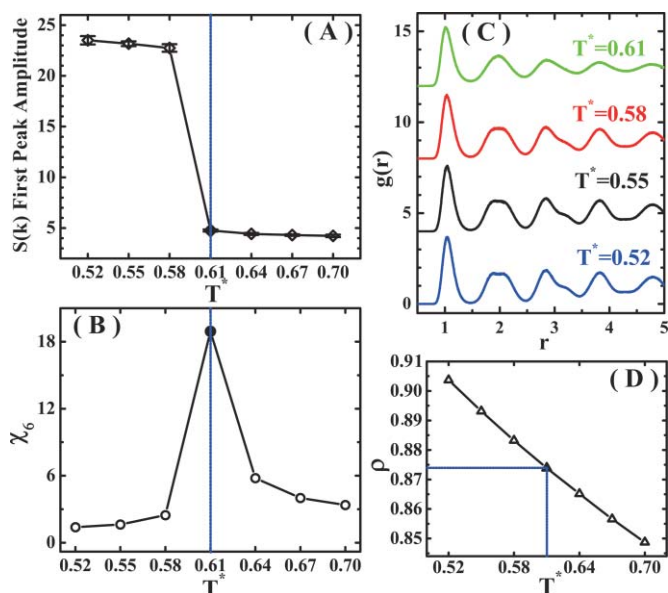 ( A )
S(k) First Peak Amplitude
25
20
15
10
5
0.52 0.55 0.58 0.61 0.64 0.67 0.70
T*
( B )
χ6
18
12
6
0
0.52 0.55 0.58 0.61 0.64 0.67 0.70
T*
( C )
g(r)
15
10
5
0
T*=0.61
T*=0.58
T*=0.55
T*=0.52
1 2 3 4 5
r
( D )
ρ
0.91
0.90
0.89
0.88
0.87
0.86
0.85
0.52 0.58 0.64 0.70
T*